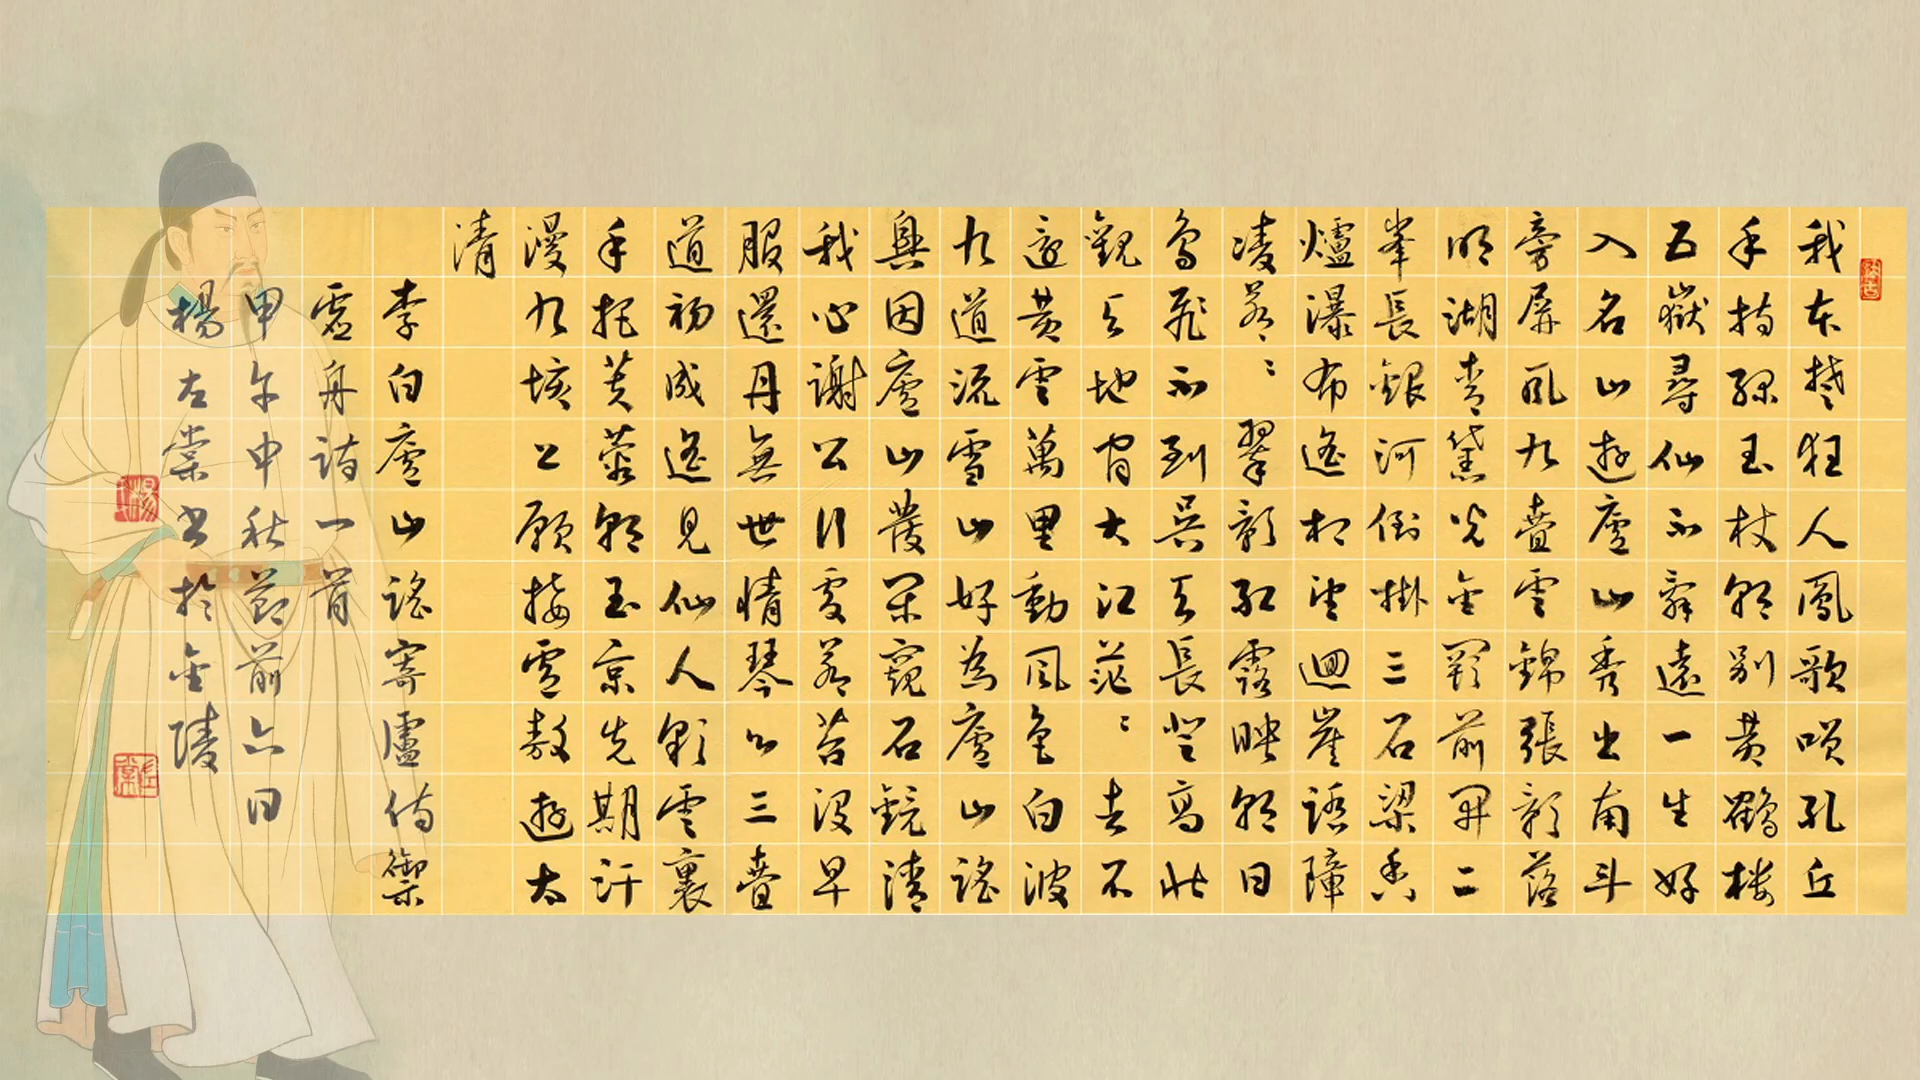 我本楚狂人鳳歌咲孔丘
手持綠玉杖朝別黃鶴樓
五嶽尋仙不辭遠一生好
入名山遊廬山秀出南斗
旁屏風九疊雲錦張影落
明湖青黛光金闕前開二
峯長銀河倒掛三石梁香
爐瀑布遙相望迴崖踏障
凌蒼〻翠影紅霞映朝日
鳥飛不到吳天長登高壯
觀天地間大江茫〻去不
還黃雲萬里動風色白波
九道流雪山好為廬山謠
興因廬山發閑窺石鏡清
我心謝公行處蒼苔沒早
服還丹無世情琴心三疊
道初成遙見仙人彩雲裏
手把芙蓉朝玉京先期汗
漫九垓上願接盧敖遊太
清
李白廬山謠寄盧侍御
虛舟詩一首
甲午中秋節前六日
楊左棠書於金陵